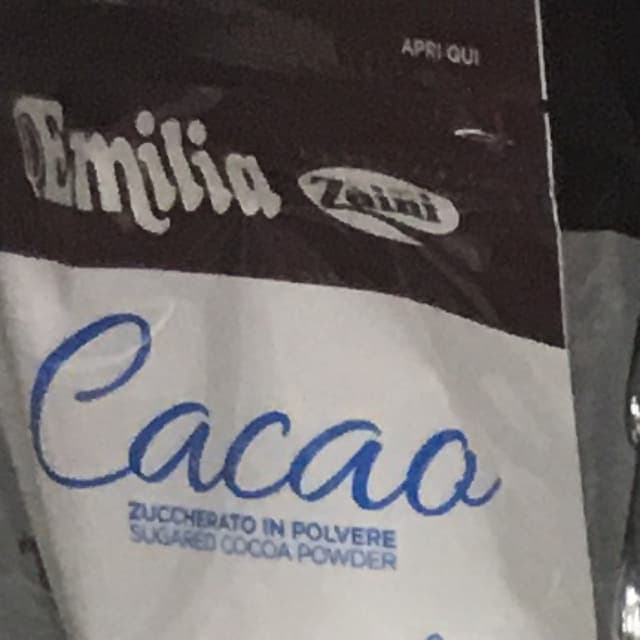 APRI QUI
Emilia
Zaini
Cacao
ZUCCHERATO IN POLVERE
SUGARED COCOA POWDER